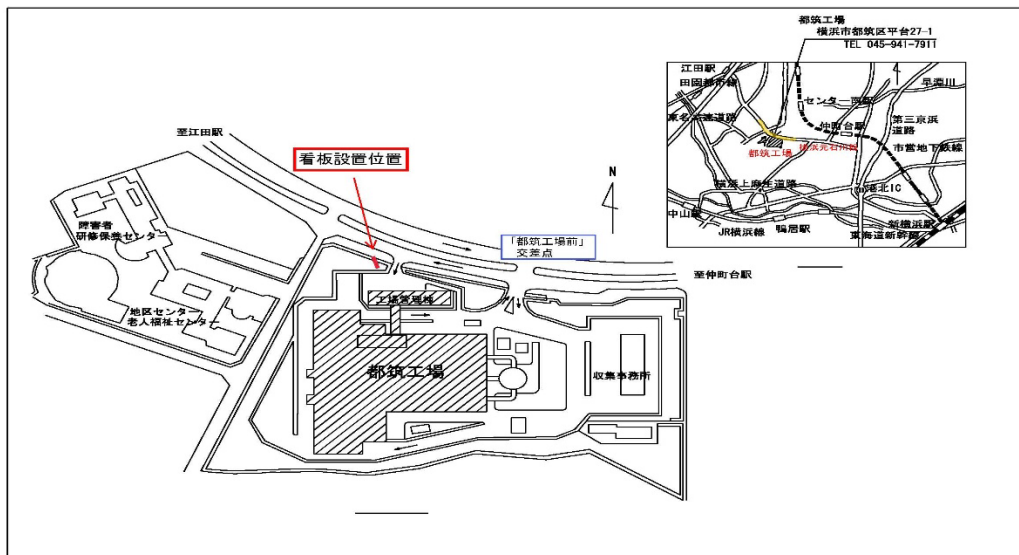 都筑工場
横浜市都筑区平台27-1
TEL 045-941-7911
江田駅
田園都市線
早淵川
センター南駅
東名高速道路
仲町台駅
第三京浜
道路
都筑工場
横浜元石川線
市営地下鉄線
横浜上麻生道路
港北IC
中山駅
鴨居駅
新横浜駅
JR横浜線
東海道新幹線
至江田駅
看板設置位置
N
障害者
研修保養センター
「都筑工場前」
交差点
至仲町台駅
工場管理棟
地区センター
老人福祉センター
都筑工場
収集事務所